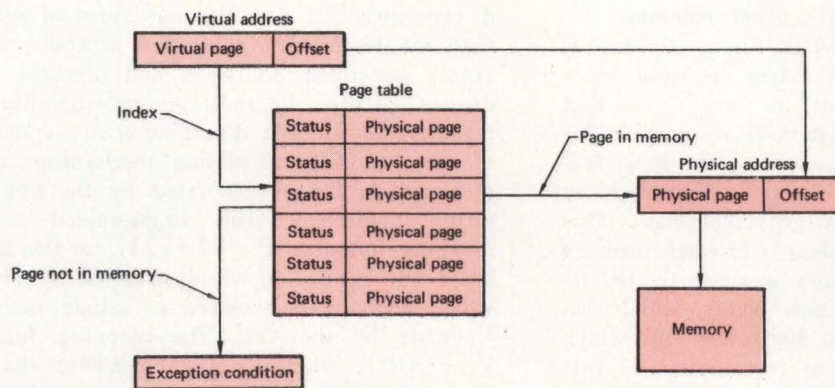 Virtual address
Virtual page Offset
Page table
Index
Status Physical page
Status Physical page
Status Physical page
Status Physical page
Status Physical page
Status Physical page
Page in memory
Physical address
Physical page Offset
Page not in memory
Memory
Exception condition